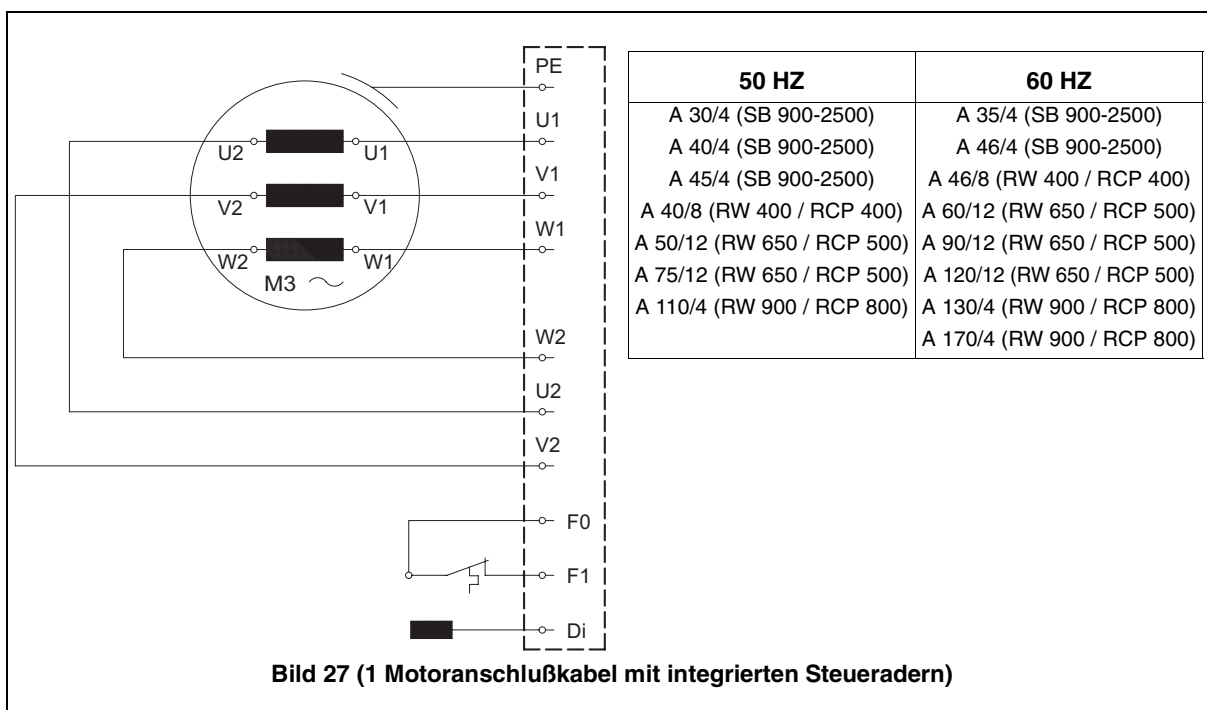 PE
U1
V1
W1
W2
U2
V2
F0
F1
Di
U2 U1
V2 V1
W2 W1
M3
50 HZ 60 HZ
A 30/4 (SB 900-2500) A 35/4 (SB 900-2500)
A 40/4 (SB 900-2500) A 46/4 (SB 900-2500)
A 45/4 (SB 900-2500) A 46/8 (RW 400 / RCP 400)
A 40/8 (RW 400 / RCP 400) A 60/12 (RW 650 / RCP 500)
A 50/12 (RW 650 / RCP 500) A 90/12 (RW 650 / RCP 500)
A 75/12 (RW 650 / RCP 500) A 120/12 (RW 650 / RCP 500)
A 110/4 (RW 900 / RCP 800) A 130/4 (RW 900 / RCP 800)
A 170/4 (RW 900 / RCP 800)
Bild 27 (1 Motoranschlußkabel mit integrierten Steueradern)